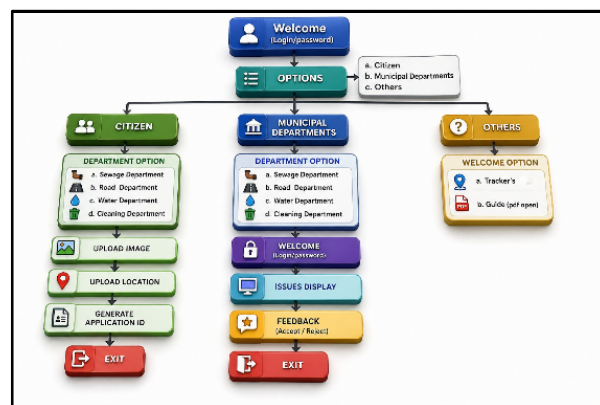 Welcome
(Login/password)
OPTIONS
a. Citizen
b. Municipal Departments
c. Others
CITIZEN
DEPARTMENT OPTION
a. Sewage Department
b. Road Department
c. Water Department
d. Cleaning Department
UPLOAD IMAGE
UPLOAD LOCATION
GENERATE
APPLICATION ID
EXIT
MUNICIPAL
DEPARTMENTS
DEPARTMENT OPTION
a. Sewage Department
b. Road Department
c. Water Department
d. Cleaning Department
WELCOME
(Login/password)
ISSUES DISPLAY
FEEDBACK
(Accept / Reject)
EXIT
?
OTHERS
WELCOME OPTION
a. Tracker's
PDF
b. Guide (pdf open)